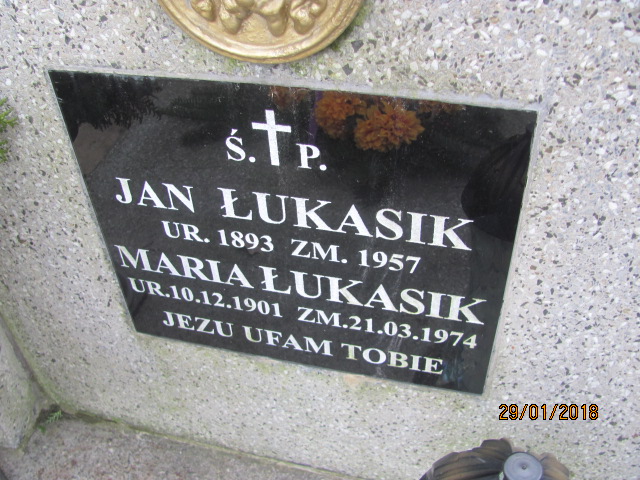 Ś. P.
JAN ŁUKASIK
UR. 1893 ZM. 1957
MARIA ŁUKASIK
UR.10.12.1901 ZM.21.03.1974
JEZU UFAM TOBIE
29/01/2018